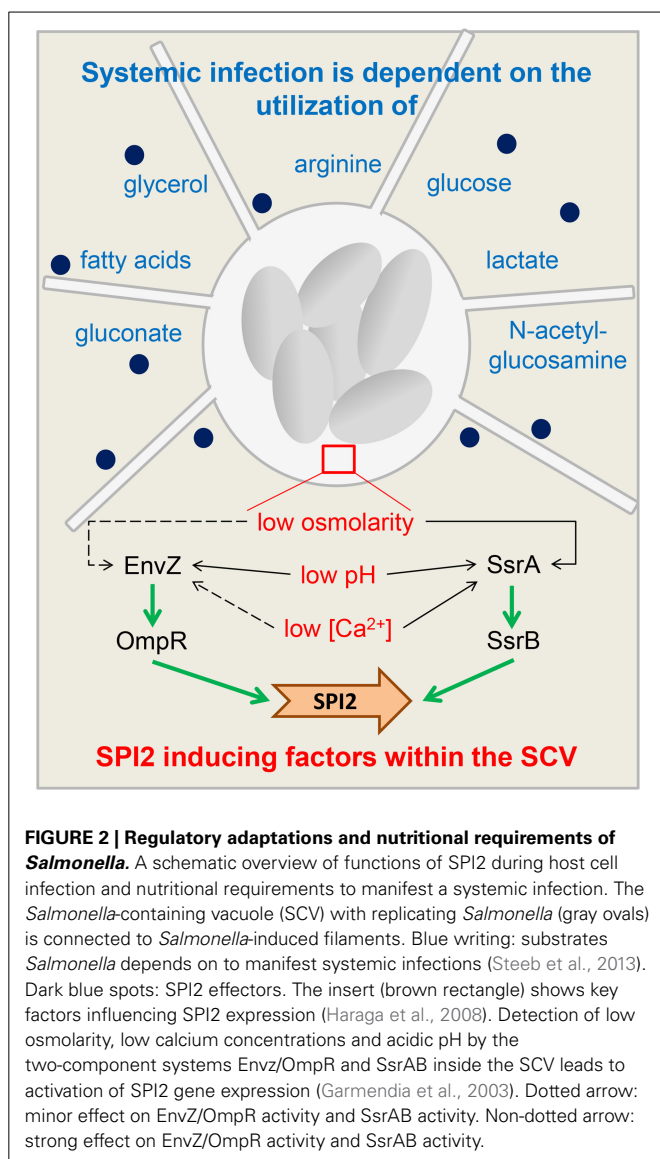 Systemic infection is dependent on the
utilization of
arginine
glycerol
glucose
fatty acids
lactate
gluconate
N-acetyl-
glucosamine
low osmolarity
EnvZ
low pH
SsrA
low [Ca²⁺]
OmpR
SsrB
SPI2
SPI2 inducing factors within the SCV
FIGURE 2 | Regulatory adaptations and nutritional requirements of
Salmonella. A schematic overview of functions of SPI2 during host cell
infection and nutritional requirements to manifest a systemic infection. The
Salmonella-containing vacuole (SCV) with replicating Salmonella (gray ovals)
is connected to Salmonella-induced filaments. Blue writing: substrates
Salmonella depends on to manifest systemic infections (Steeb et al., 2013).
Dark blue spots: SPI2 effectors. The insert (brown rectangle) shows key
factors influencing SPI2 expression (Haraga et al., 2008). Detection of low
osmolarity, low calcium concentrations and acidic pH by the
two-component systems Envz/OmpR and SsrAB inside the SCV leads to
activation of SPI2 gene expression (Garmendia et al., 2003). Dotted arrow:
minor effect on EnvZ/OmpR activity and SsrAB activity. Non-dotted arrow:
strong effect on EnvZ/OmpR activity and SsrAB activity.